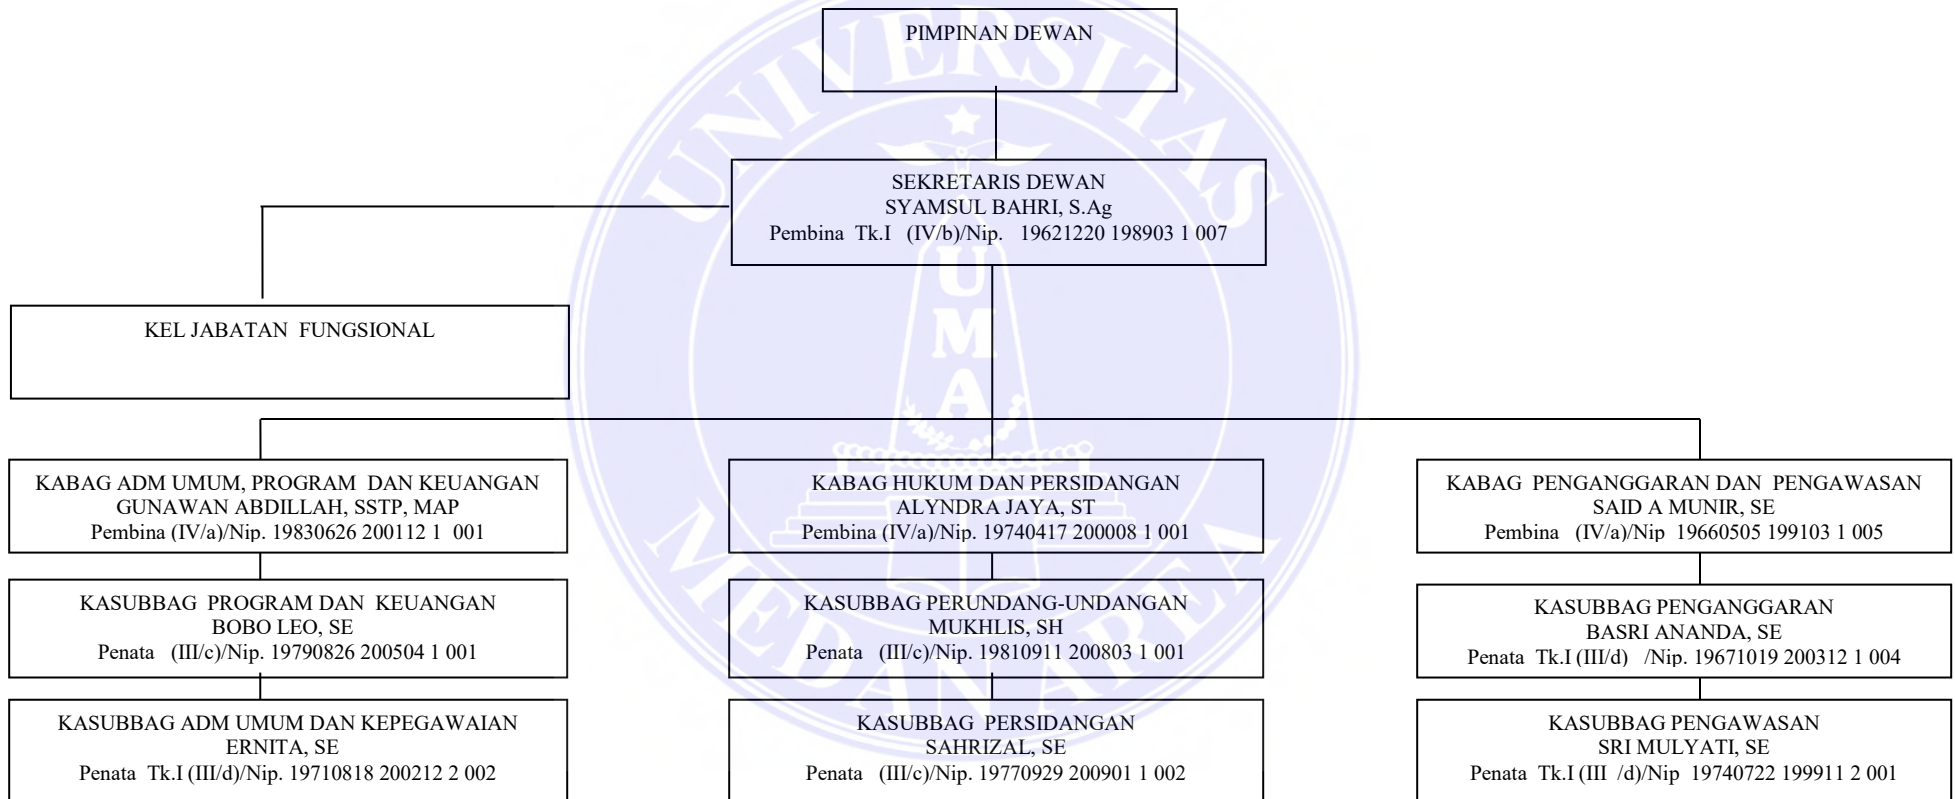 PIMPINAN DEWAN
SEKRETARIS DEWAN
SYAMSUL BAHRI, S.Ag
Pembina Tk.I (IV/b)/Nip. 19621220 198903 1 007
KEL JABATAN FUNGSIONAL
KABAG ADM UMUM, PROGRAM DAN KEUANGAN
GUNAWAN ABDILLAH, SSTP, MAP
Pembina (IV/a)/Nip. 19830626 200112 1 001
KABAG HUKUM DAN PERSIDANGAN
ALYNDRA JAYA, ST
Pembina (IV/a)/Nip. 19740417 200008 1 001
KABAG PENGANGGARAN DAN PENGAWASAN
SAID A MUNIR, SE
Pembina (IV/a)/Nip 19660505 199103 1 005
KASUBBAG PROGRAM DAN KEUANGAN
BOBO LEO, SE
Penata (III/c)/Nip. 19790826 200504 1 001
KASUBBAG PERUNDANG-UNDANGAN
MUKHLIS, SH
Penata (III/c)/Nip. 19810911 200803 1 001
KASUBBAG PENGANGGARAN
BASRI ANANDA, SE
Penata Tk.I (III/d) /Nip. 19671019 200312 1 004
KASUBBAG ADM UMUM DAN KEPEGAWAIAN
ERNITA, SE
Penata Tk.I (III/d)/Nip. 19710818 200212 2 002
KASUBBAG PERSIDANGAN
SAHRIZAL, SE
Penata (III/c)/Nip. 19770929 200901 1 002
KASUBBAG PENGAWASAN
SRI MULYATI, SE
Penata Tk.I (III /d)/Nip 19740722 199911 2 001
UNIVERSITAS
UMA
MEDAN AREA